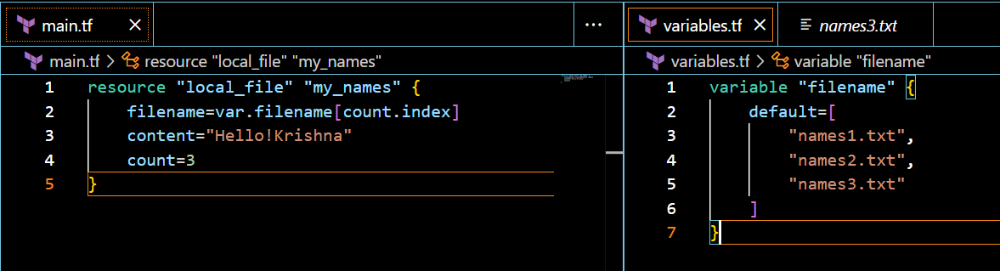 main.tf
main.tf > resource "local_file" "my_names"
1 resource "local_file" "my_names" {
2     filename=var.filename[count.index]
3     content="Hello!Krishna"
4     count=3
5 }
variables.tf names3.txt
variables.tf > variable "filename"
1 variable "filename" {
2     default=[
3         "names1.txt",
4         "names2.txt",
5         "names3.txt"
6     ]
7 }